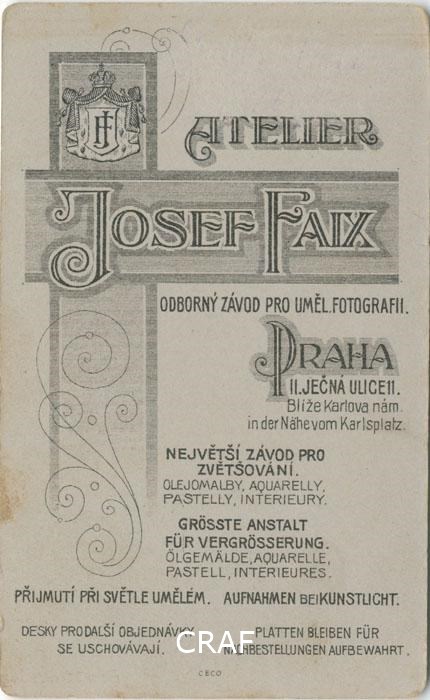 JF
ATELIER
JOSEF FAIX
ODBORNÝ ZÁVOD PRO UMĚL. FOTOGRAFII.
PRAHA
II. JEČNÁ ULICE 11.
Blíže Karlova nám.
in der Nähe vom Karlsplatz.
NEJVĚTŠÍ ZÁVOD PRO
ZVĚTŠOVÁNÍ.
OLEJOMALBY, AQUARELLY,
PASTELLY, INTERIEURY.
GRÖSSTE ANSTALT
FÜR VERGRÖSSERUNG.
ÖLGEMÄLDE, AQUARELLE,
PASTELL, INTERIEURES.
PŘIJMUTÍ PŘI SVĚTLE UMĚLÉM. AUFNAHMEN BEI KUNSTLICHT.
DESKY PRO DALŠÍ OBJEDNÁVKY
SE USCHOVÁVAJÍ.
PLATTEN BLEIBEN FÜR
NACHBESTELLUNGEN AUFBEWAHRT.
CRAF
CECO